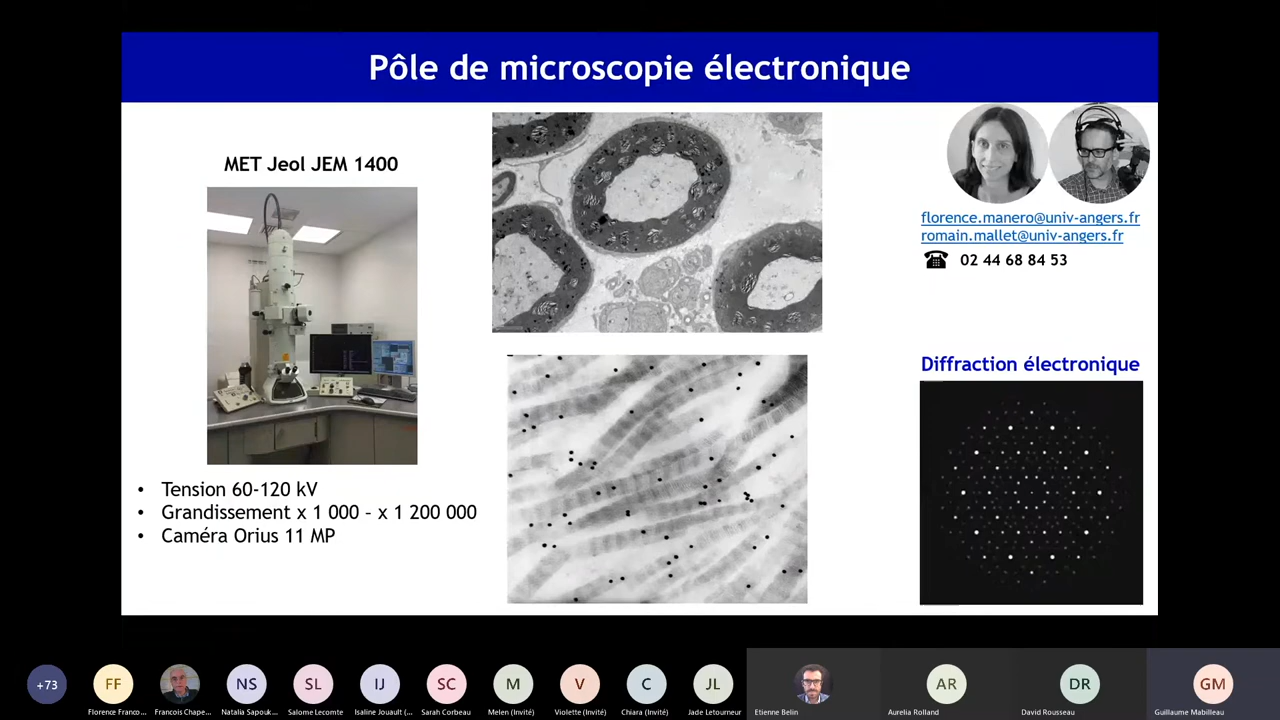 Pôle de microscopie électronique
MET Jeol JEM 1400
florence.manero@univ-angers.fr
romain.mallet@univ-angers.fr
02 44 68 84 53
Diffraction électronique
• Tension 60-120 kV
• Grandissement x 1 000 – x 1 200 000
• Caméra Orius 11 MP
+73
FF
NS
SL
IJ
SC
M
V
C
JL
AR
DR
GM
Florence Franco...
Francois Chape...
Natalia Sapouk...
Salome Lecomte
Isaline Jouault (...
Sarah Corbeau
Melen (Invité)
Violette (Invité)
Chiara (Invité)
Jade Letourneur
Etienne Belin
Aurelia Rolland
David Rousseau
Guillaume Mabilleau